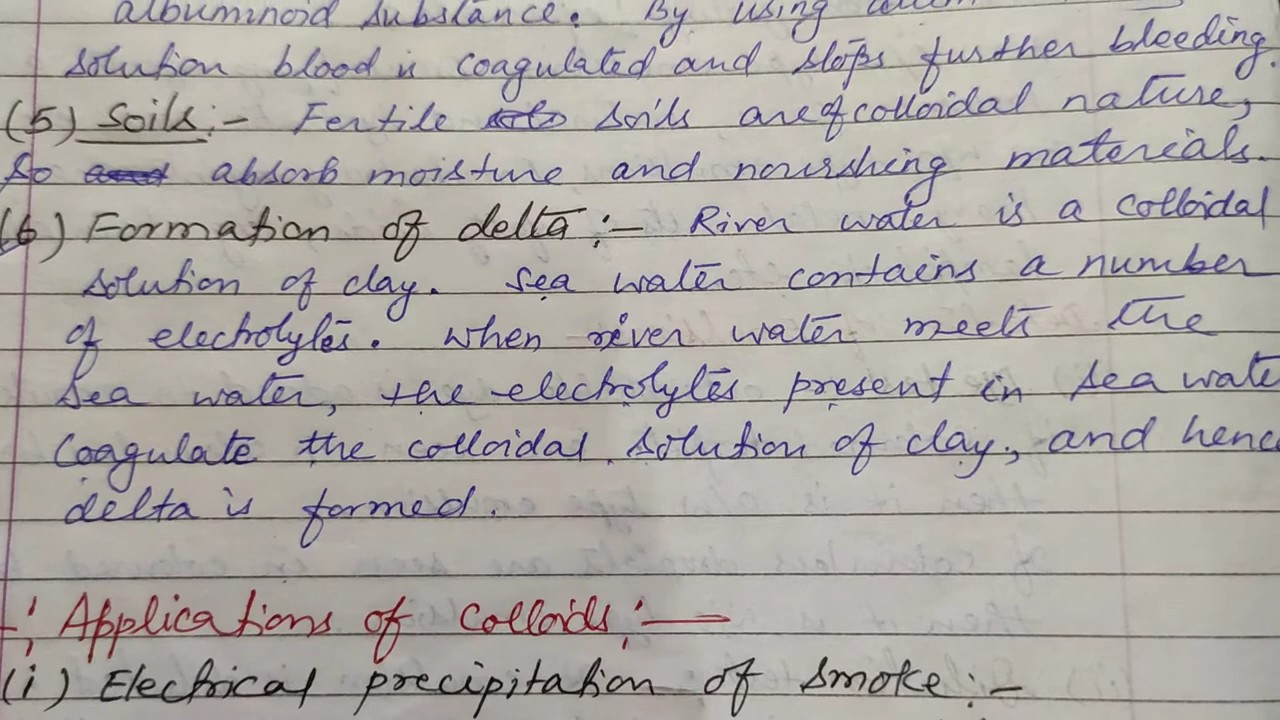 albuminoid substance. By using
solution blood is coagulated and stops further bleeding.
(5) Soils:- Fertile soils are of colloidal nature,
so absorb moisture and nourshing materials.
(6) Formation of delta:- River water is a colloidal
solution of clay. Sea water contains a number
of electrolytes. When river water meets the
sea water, the electrolytes present in sea wate
coagulate the colloidal solution of clay, and henc
delta is formed.
-: Applications of Colloids:-
(i) Electrical precipitation of smoke:-